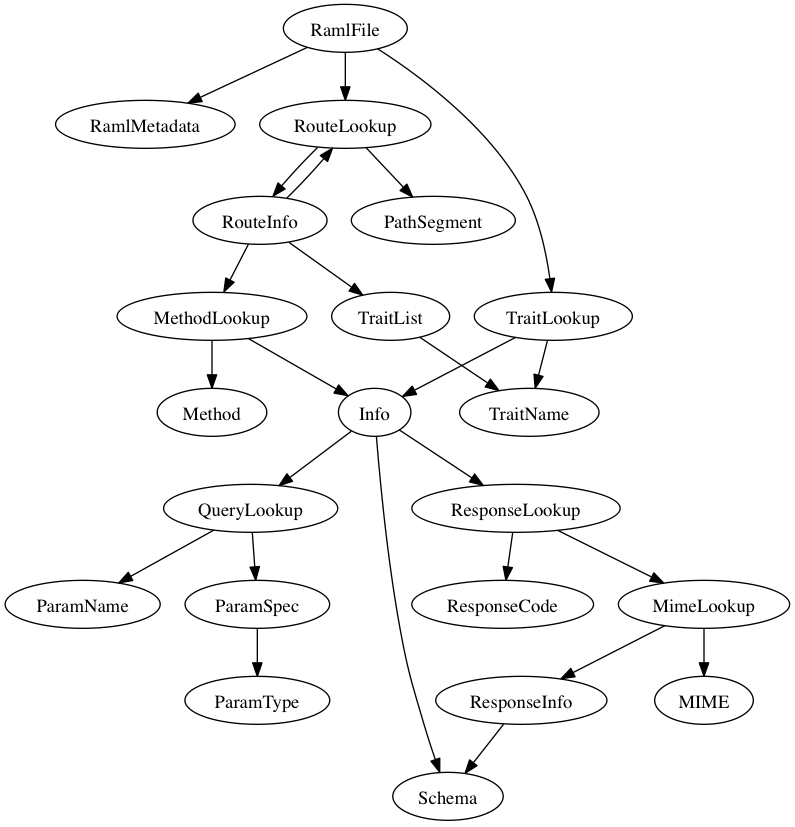 RamlFile
RamlMetadata
RouteLookup
RouteInfo
PathSegment
MethodLookup
TraitList
TraitLookup
Method
Info
TraitName
QueryLookup
ResponseLookup
ParamName
ParamSpec
ResponseCode
MimeLookup
ParamType
ResponseInfo
MIME
Schema